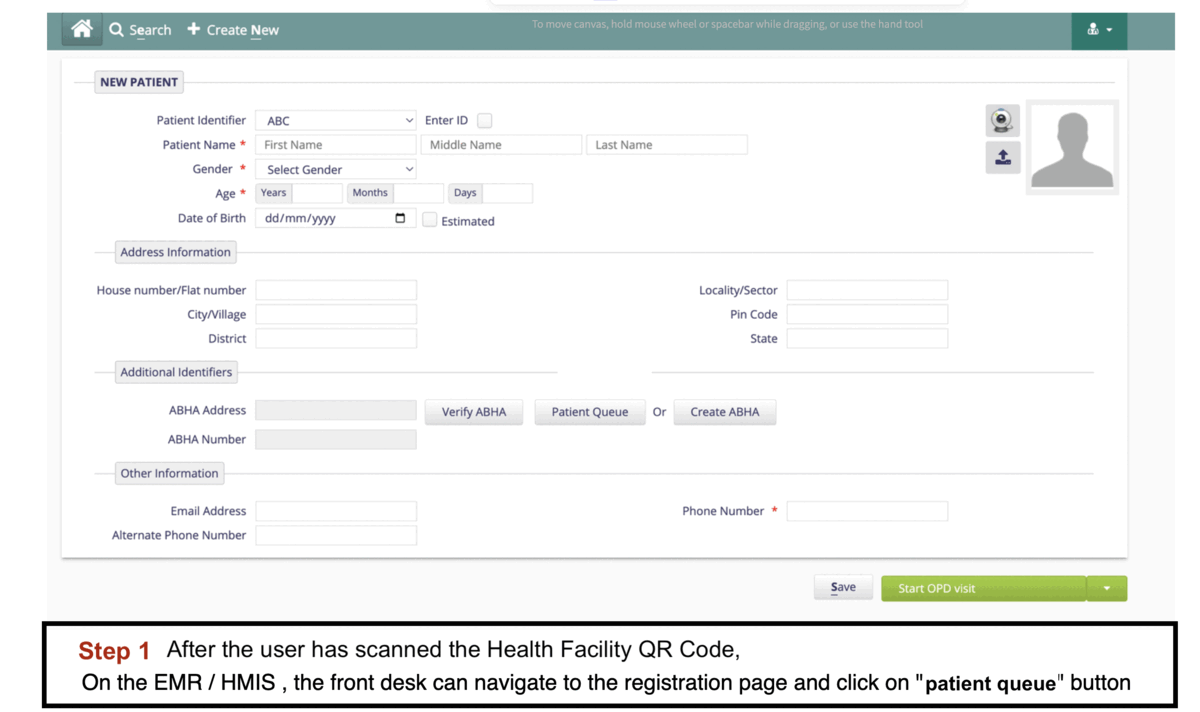 To move canvas, hold mouse wheel or spacebar while dragging, or use the hand tool
Search + Create New
NEW PATIENT
Patient Identifier ABC Enter ID
Patient Name * First Name Middle Name Last Name
Gender * Select Gender
Age * Years Months Days
Date of Birth dd/mm/yyyy Estimated
Address Information
House number/Flat number Locality/Sector
City/Village Pin Code
District State
Additional Identifiers
ABHA Address Verify ABHA Patient Queue Or Create ABHA
ABHA Number
Other Information
Email Address Phone Number *
Alternate Phone Number
Save Start OPD visit
Step 1 After the user has scanned the Health Facility QR Code,
On the EMR / HMIS , the front desk can navigate to the registration page and click on "patient queue" button